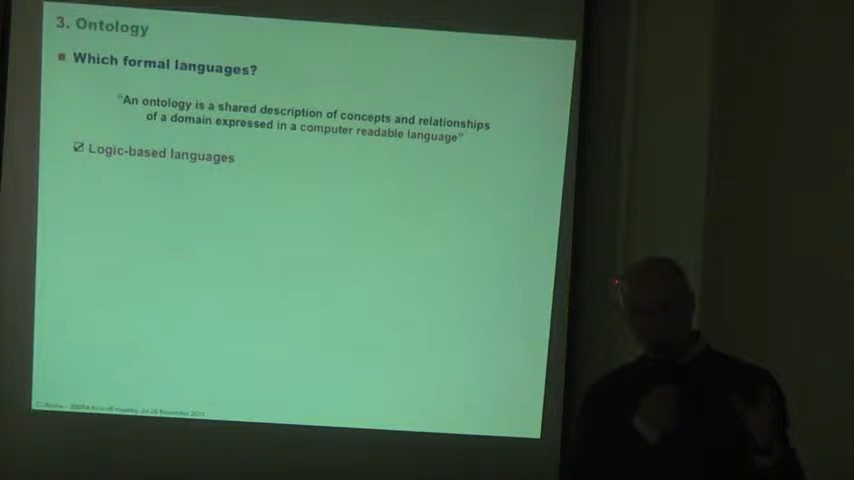 3. Ontology
Which formal languages?
"An ontology is a shared description of concepts and relationships
of a domain expressed in a computer readable language"
☑ Logic-based languages